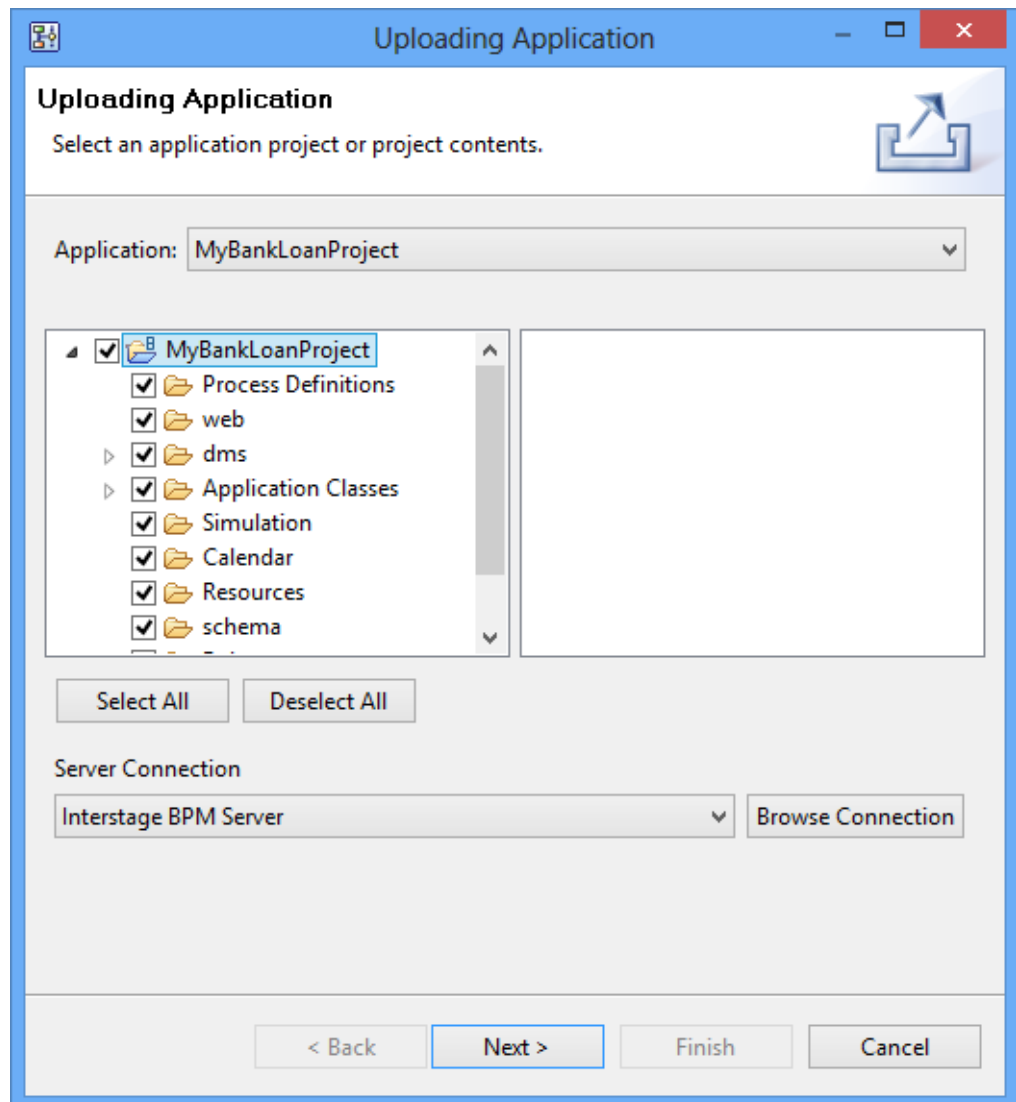 Uploading Application
Uploading Application
Select an application project or project contents.
Application: MyBankLoanProject
MyBankLoanProject
Process Definitions
web
dms
Application Classes
Simulation
Calendar
Resources
schema
Select All Deselect All
Server Connection
Interstage BPM Server Browse Connection
< Back Next > Finish Cancel